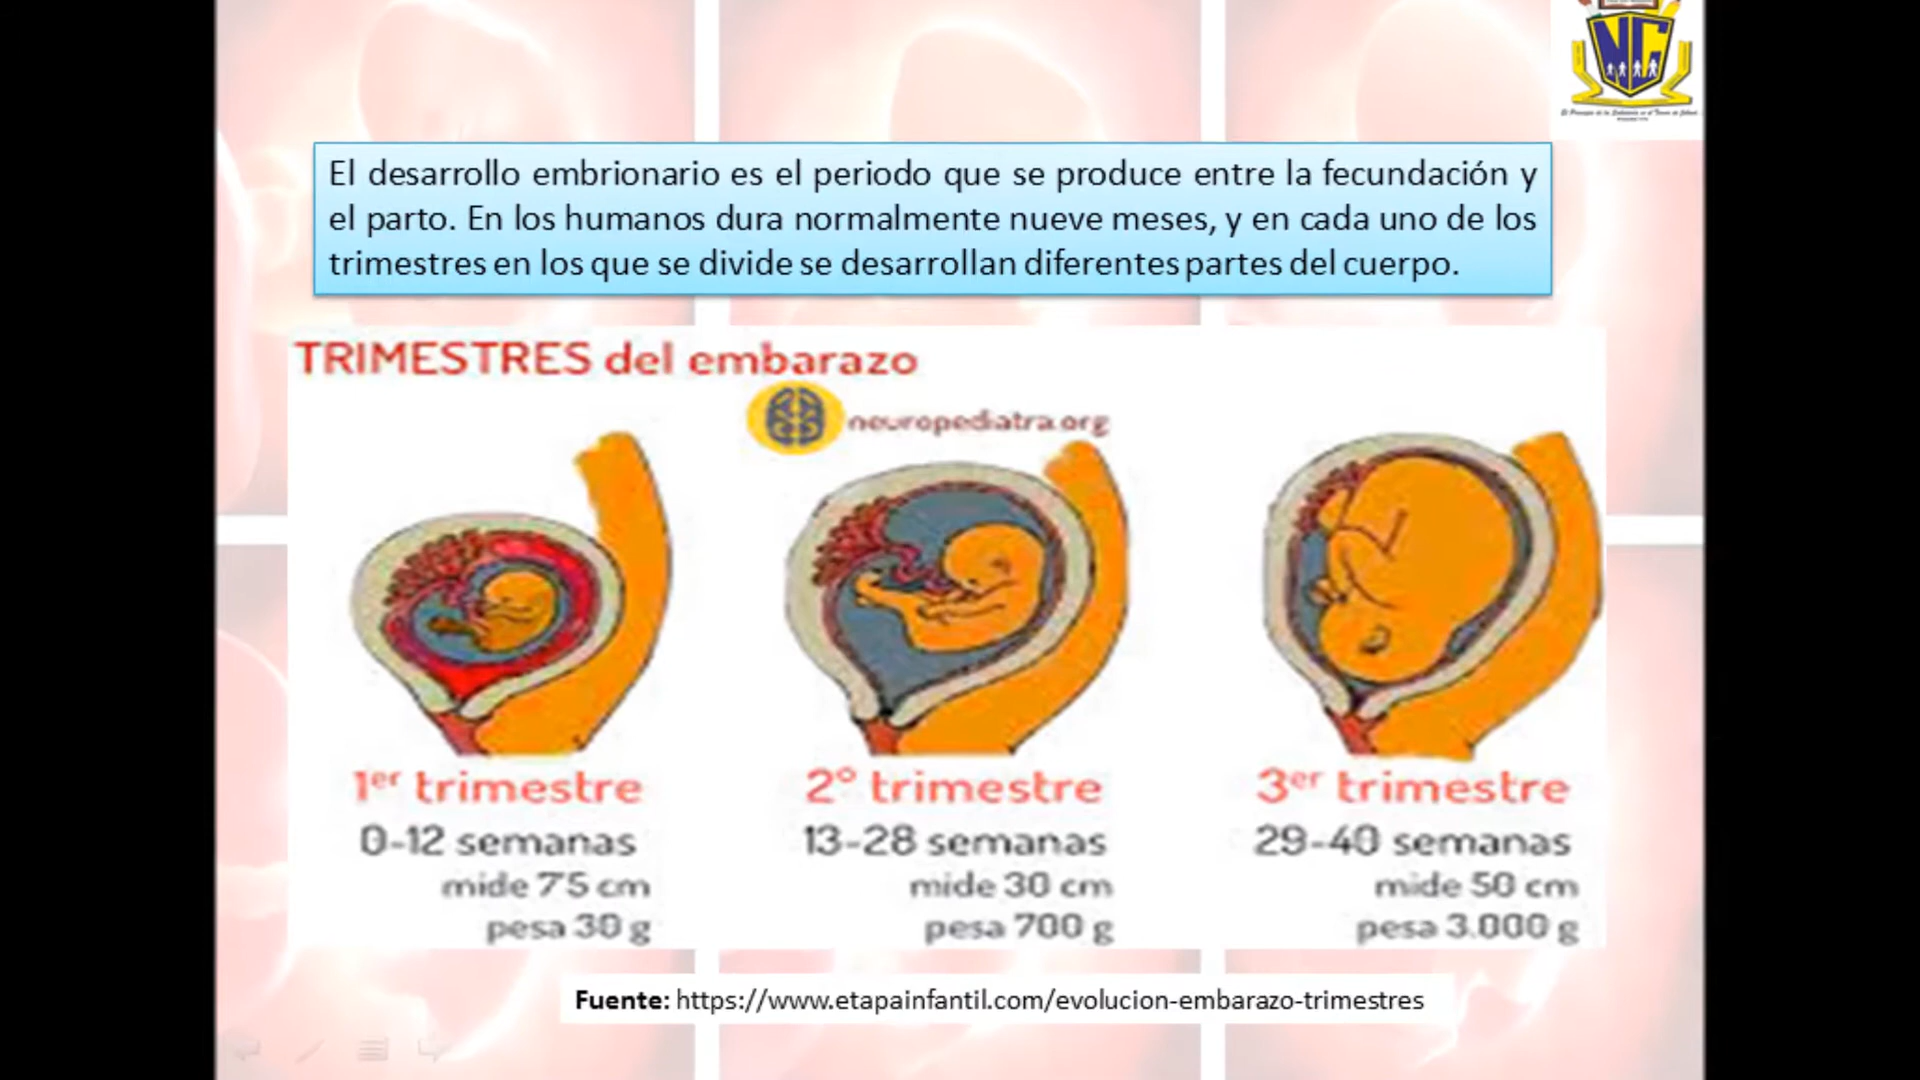 NC
El desarrollo embrionario es el periodo que se produce entre la fecundación y
el parto. En los humanos dura normalmente nueve meses, y en cada uno de los
trimestres en los que se divide se desarrollan diferentes partes del cuerpo.
TRIMESTRES del embarazo
neuropediatra.org
1er trimestre
0-12 semanas
mide 75 cm
pesa 30 g
2º trimestre
13-28 semanas
mide 30 cm
pesa 700 g
3er trimestre
29-40 semanas
mide 50 cm
pesa 3.000 g
Fuente: https://www.etapainfantil.com/evolucion-embarazo-trimestres